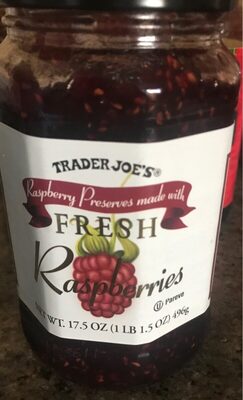 TRADER JOE'S®
Raspberry Preserves made with
FRESH
Raspberries
Ⓤ Pareve
NET WT. 17.5 OZ (1 LB 1.5 OZ) 496g